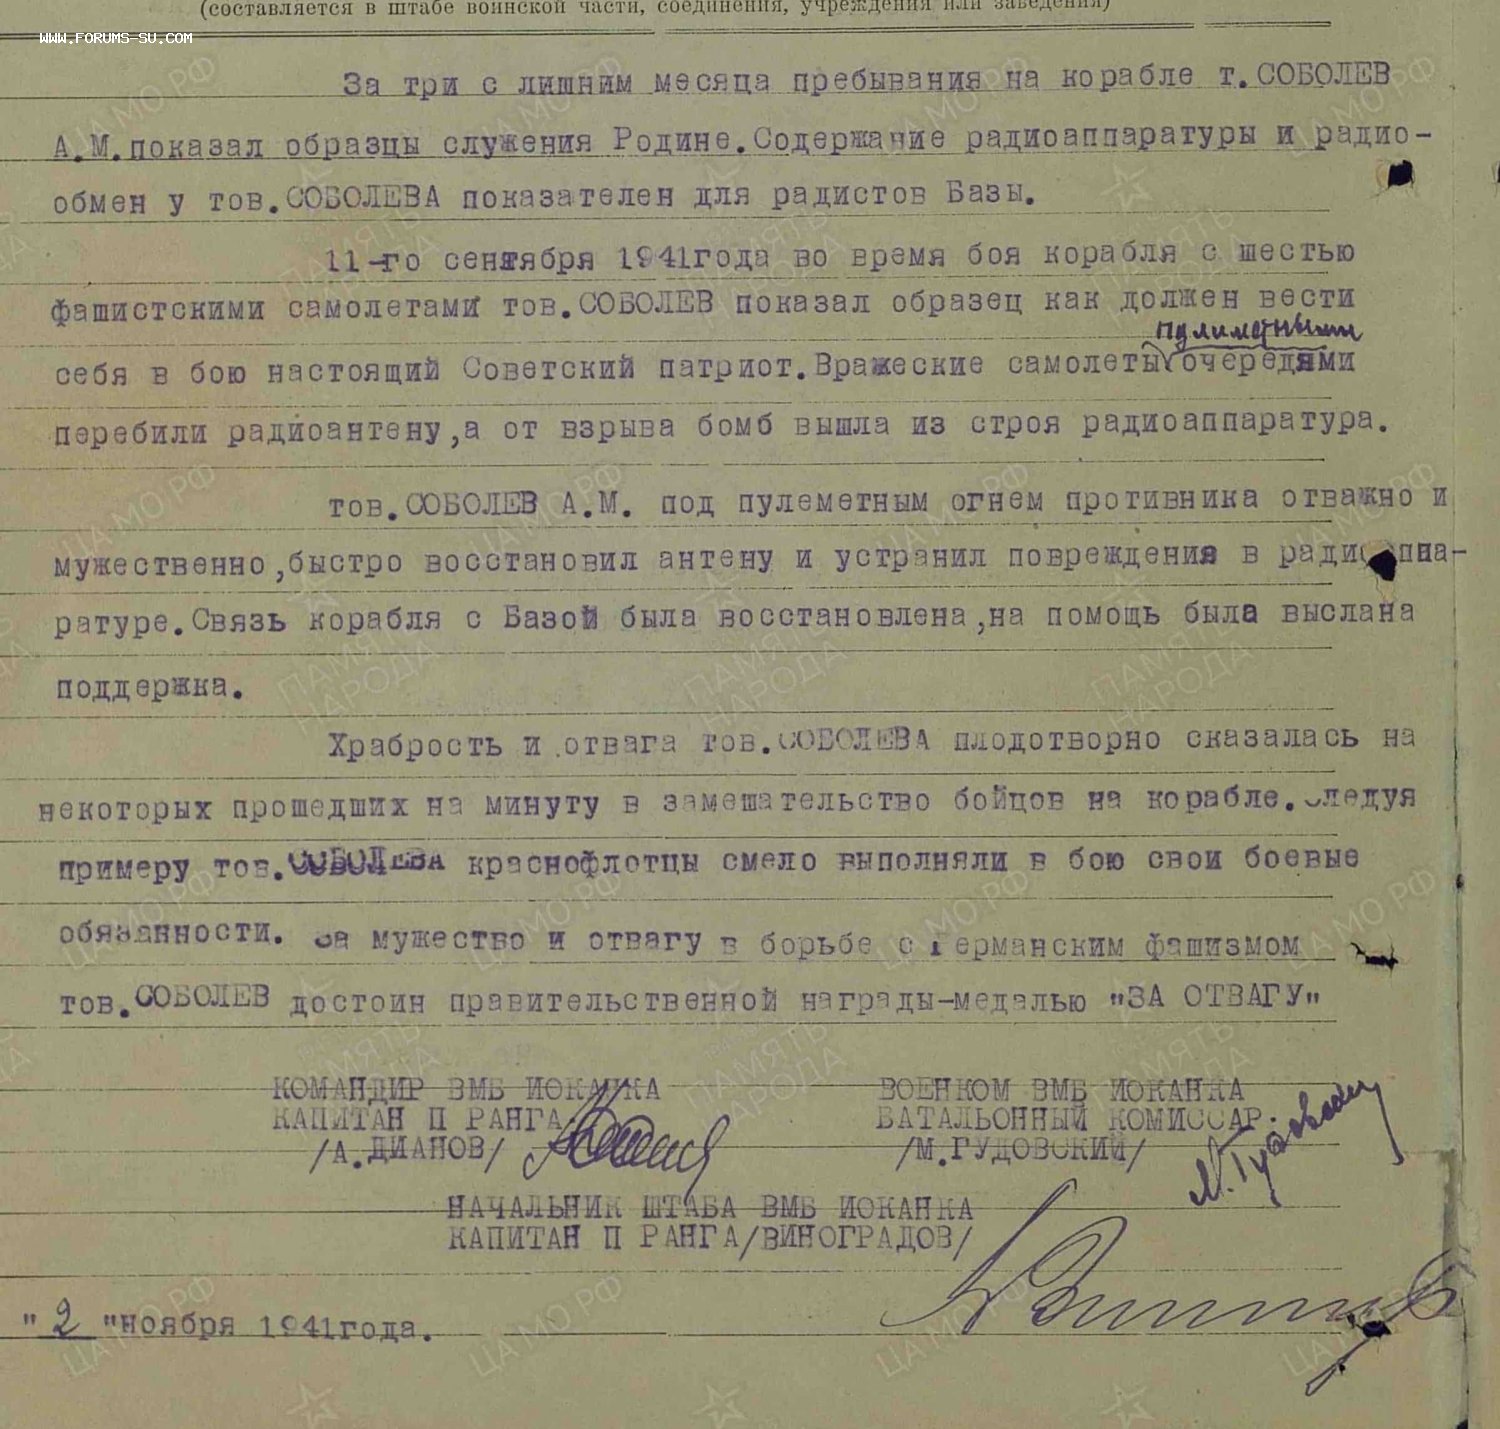 (составляется в штабе воинской части, соединения, учреждения или заведения)
WWW.FORUMS-SU.COM
За три с лишним месяца пребывания на корабле т.СОБОЛЕВ
А.М.показал образцы служения Родине.Содержание радиоаппаратуры и радио-
обмен у тов.СОБОЛЕВА показателен для радистов Базы.
11-го сентября 1941года во время боя корабля с шестью
фашистскими самолетами тов.СОБОЛЕВ показал образец как должен вести
пулиметными
себя в бою настоящий Советский патриот.Вражеские самолеты очередями
перебили радиоантену,а от взрыва бомб вышла из строя радиоаппаратура.
тов.СОБОЛЕВ А.М. под пулеметным огнем противника отважно и
мужественно,быстро восстановил антену и устранил повреждения в радиоаппа-
ратуре.Связь корабля с Базой была восстановлена,на помощь была выслана
поддержка.
Храбрость и отвага тов.СОБОЛЕВА плодотворно сказалась на
некоторых прошедших на минуту в замешательство бойцов на корабле.Следуя
примеру тов.СОБОЛЕВА краснофлотцы смело выполняли в бою свои боевые
обязанности. За мужество и отвагу в борьбе с Германским фашизмом
тов.СОБОЛЕВ достоин правительственной награды-медалью "ЗА ОТВАГУ"
КОМАНДИР ВМБ ИОКАНКА
КАПИТАН П РАНГА
/А.ДИАНОВ/
ВОЕНКОМ ВМБ ИОКАНКА
БАТАЛЬОННЫЙ КОМИССАР.
/М.ГУДОВСКИЙ/
М.Гудовский
НАЧАЛЬНИК ШТАБА ВМБ ИОКАНКА
КАПИТАН П РАНГА/ВИНОГРАДОВ/
"2 "ноября 1941года.
ЦА МО РФ
ПАМЯТЬ
НАРОДА